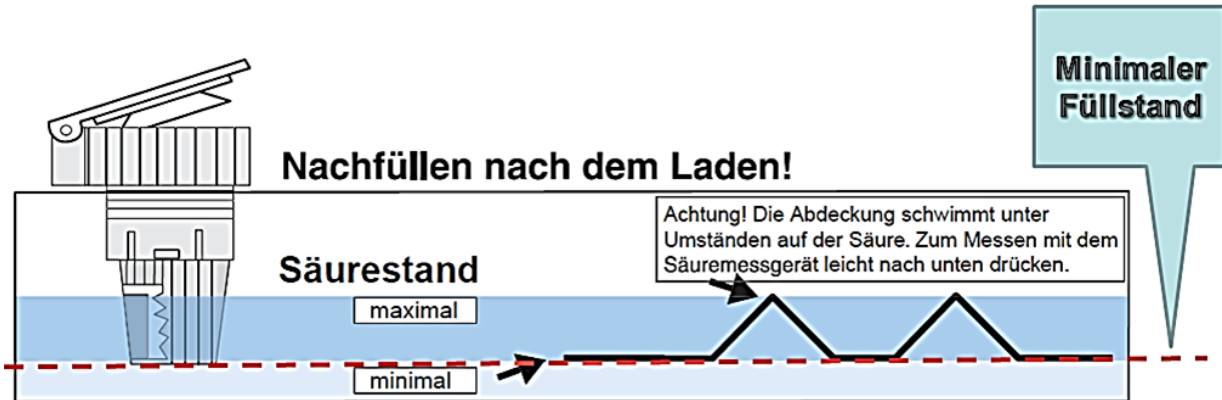 Minimaler
Füllstand
Nachfüllen nach dem Laden!
Achtung! Die Abdeckung schwimmt unter
Umständen auf der Säure. Zum Messen mit dem
Säuremessgerät leicht nach unten drücken.
Säurestand
maximal
minimal